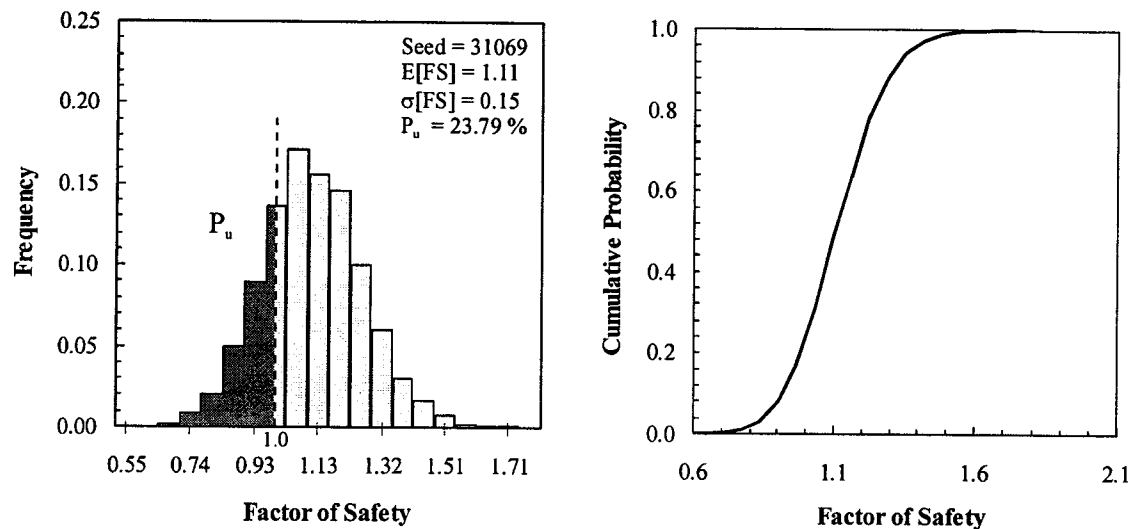 0.25
0.20
0.15
0.10
0.05
0.00
Frequency
Seed = 31069
E[FS] = 1.11
σ[FS] = 0.15
Pu = 23.79 %
Pu
1.0
0.55 0.74 0.93 1.13 1.32 1.51 1.71
Factor of Safety
1.0
0.8
0.6
0.4
0.2
0.0
Cumulative Probability
0.6 1.1 1.6 2.1
Factor of Safety